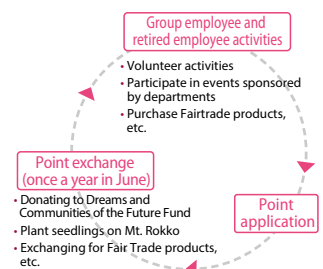 Group employee and
retired employee activities
• Volunteer activities
• Participate in events sponsored
by departments
• Purchase Fairtrade products,
etc.
Point exchange
(once a year in June)
• Donating to Dreams and
Communities of the Future Fund
• Plant seedlings on Mt. Rokko
• Exchanging for Fair Trade products,
etc.
Point
application